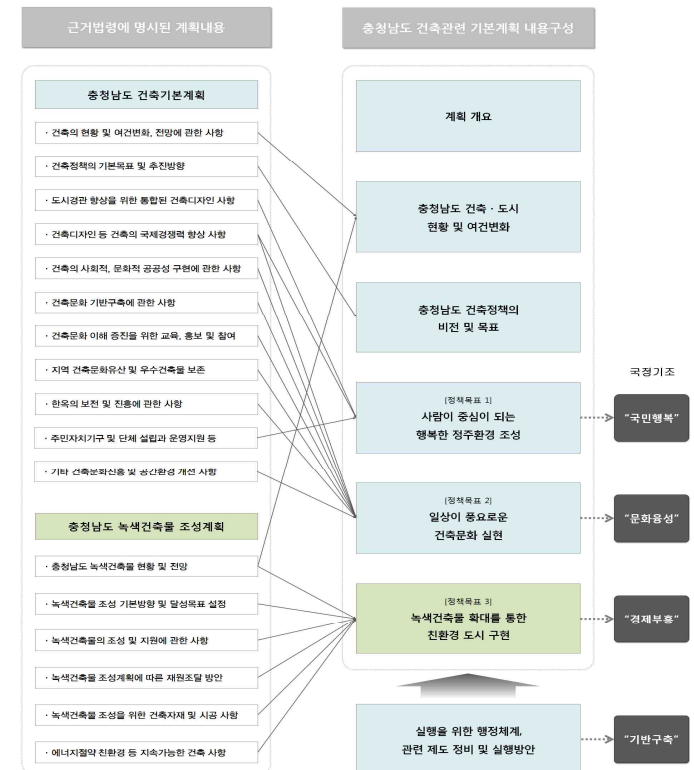 근거법령에 명시된 계획내용
충청남도 건축기본계획
· 건축의 현황 및 여건변화, 전망에 관한 사항
· 건축정책의 기본목표 및 추진방향
· 도시경관 향상을 위한 통합된 건축디자인 사항
· 건축디자인 등 건축의 국제경쟁력 향상 사항
· 건축의 사회적, 문화적 공공성 구현에 관한 사항
· 건축문화 기반구축에 관한 사항
· 건축문화 이해 증진을 위한 교육, 홍보 및 참여
· 지역 건축문화유산 및 우수건축물 보존
· 한옥의 보전 및 진흥에 관한 사항
· 주민자치기구 및 단체 설립과 운영지원 등
· 기타 건축문화진흥 및 공간환경 개선 사항
충청남도 녹색건축물 조성계획
· 충청남도 녹색건축물 현황 및 전망
· 녹색건축물 조성 기본방향 및 달성목표 설정
· 녹색건축물의 조성 및 지원에 관한 사항
· 녹색건축물 조성계획에 따른 재원조달 방안
· 녹색건축물 조성을 위한 건축자재 및 시공 사항
· 에너지절약 친환경 등 지속가능한 건축 사항
충청남도 건축관련 기본계획 내용구성
계획 개요
충청남도 건축 · 도시
현황 및 여건변화
충청남도 건축정책의
비전 및 목표
[정책목표 1]
사람이 중심이 되는
행복한 정주환경 조성
[정책목표 2]
일상이 풍요로운
건축문화 실현
[정책목표 3]
녹색건축물 확대를 통한
친환경 도시 구현
실행을 위한 행정체계,
관련 제도 정비 및 실행방안
국정기조
"국민행복"
"문화융성"
"경제부흥"
"기반구축"